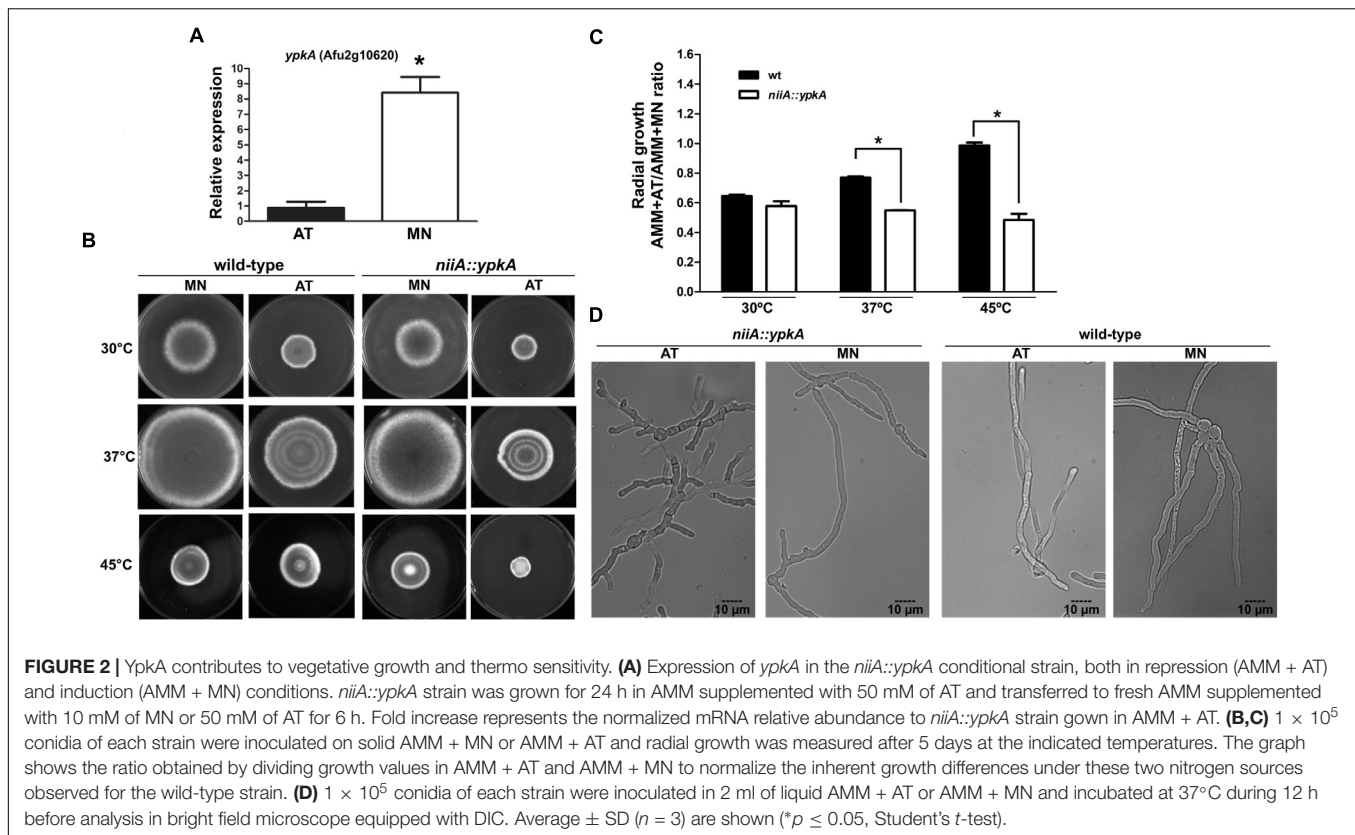 A
ypkA (Afu2g10620)
*
Relative expression
10
9
8
7
6
5
4
3
2
1
0
AT MN
B
wild-type niiA::ypkA
MN AT MN AT
30°C
37°C
45°C
C
Radial growth
AMM+AT/AMM+MN ratio
1.6
1.4
1.2
1.0
0.8
0.6
0.4
0.2
0.0
wt
niiA::ypkA
*
*
30ºC 37ºC 45ºC
D
niiA::ypkA wild-type
AT MN AT MN
10 µm 10 µm 10 µm 10 µm
FIGURE 2 | YpkA contributes to vegetative growth and thermo sensitivity. (A) Expression of ypkA in the niiA::ypkA conditional strain, both in repression (AMM + AT)
and induction (AMM + MN) conditions. niiA::ypkA strain was grown for 24 h in AMM supplemented with 50 mM of AT and transferred to fresh AMM supplemented
with 10 mM of MN or 50 mM of AT for 6 h. Fold increase represents the normalized mRNA relative abundance to niiA::ypkA strain gown in AMM + AT. (B,C) 1 × 10⁵
conidia of each strain were inoculated on solid AMM + MN or AMM + AT and radial growth was measured after 5 days at the indicated temperatures. The graph
shows the ratio obtained by dividing growth values in AMM + AT and AMM + MN to normalize the inherent growth differences under these two nitrogen sources
observed for the wild-type strain. (D) 1 × 10⁵ conidia of each strain were inoculated in 2 ml of liquid AMM + AT or AMM + MN and incubated at 37°C during 12 h
before analysis in bright field microscope equipped with DIC. Average ± SD (n = 3) are shown (*p ≤ 0.05, Student's t-test).